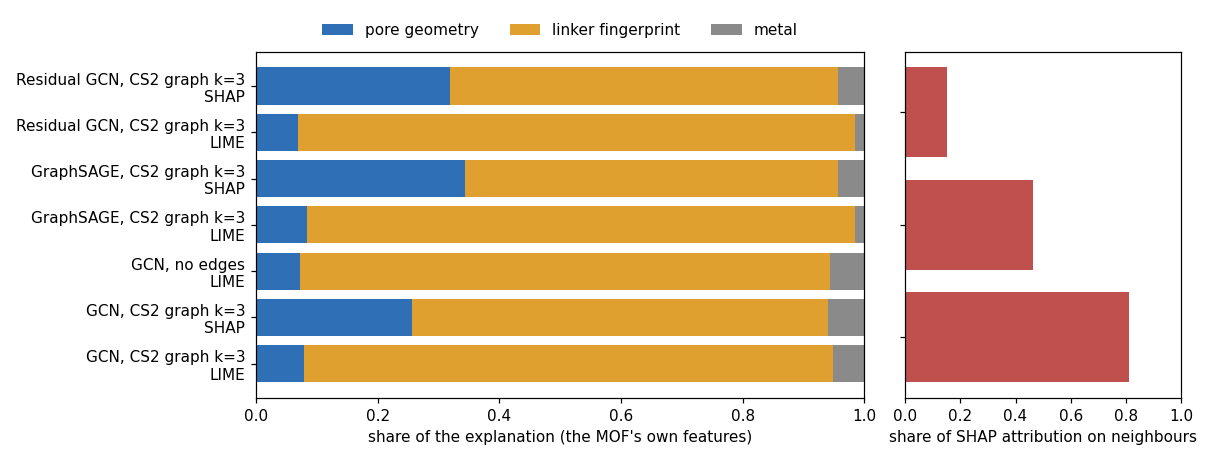 pore geometry linker fingerprint metal
Residual GCN, CS2 graph k=3
SHAP
Residual GCN, CS2 graph k=3
LIME
GraphSAGE, CS2 graph k=3
SHAP
GraphSAGE, CS2 graph k=3
LIME
GCN, no edges
LIME
GCN, CS2 graph k=3
SHAP
GCN, CS2 graph k=3
LIME
0.0 0.2 0.4 0.6 0.8 1.0
share of the explanation (the MOF's own features)
0.0 0.2 0.4 0.6 0.8 1.0
share of SHAP attribution on neighbours